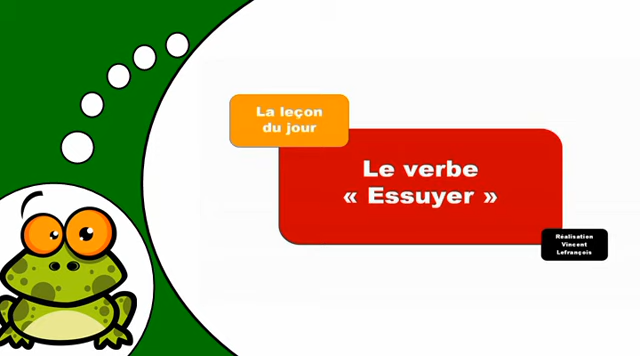 La leçon
du jour
Le verbe
« Essuyer »
Réalisation
Vincent
Lefrançois